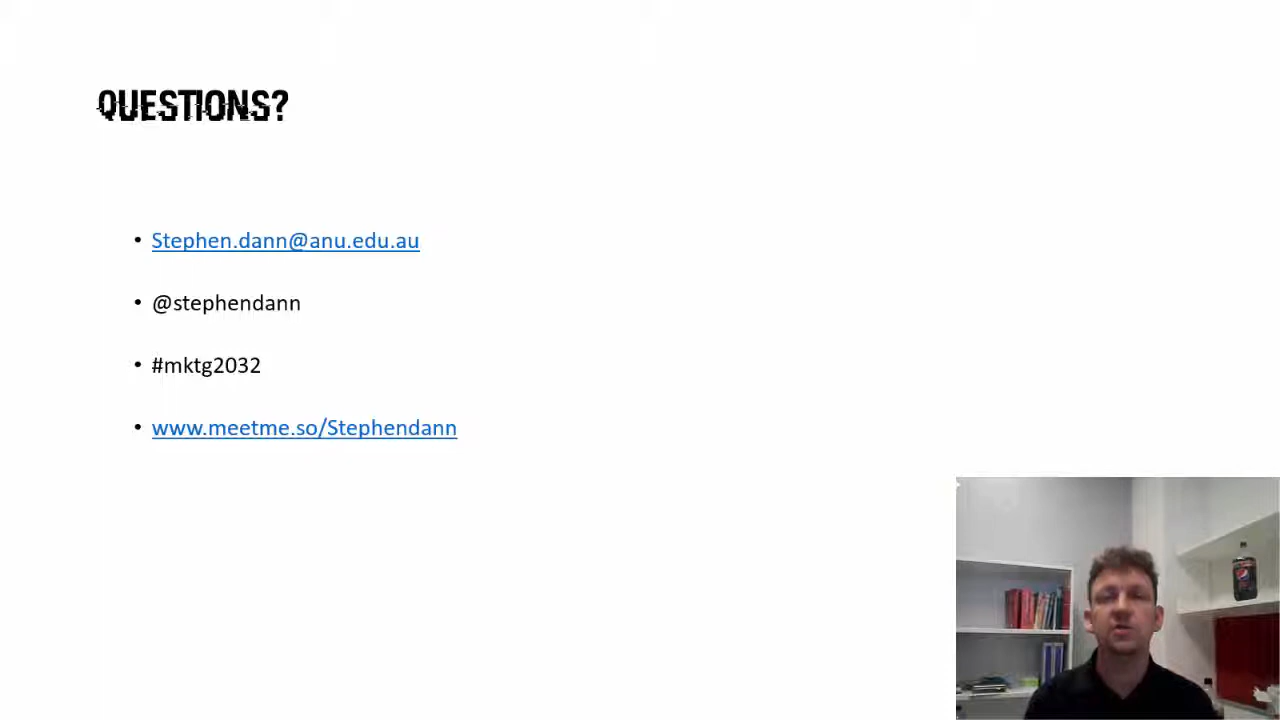 QUESTIONS?
• Stephen.dann@anu.edu.au
• @stephendann
• #mktg2032
• www.meetme.so/Stephendann